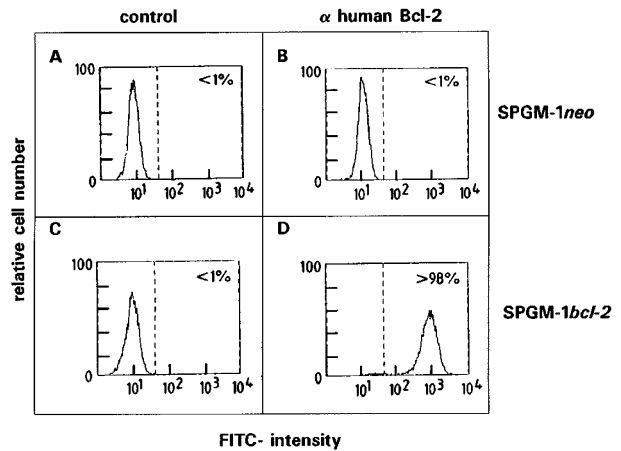 control
α human Bcl-2
A
100
<1%
0
10¹ 10² 10³ 10⁴
B
100
<1%
0
10¹ 10² 10³ 10⁴
SPGM-1neo
C
100
<1%
0
10¹ 10² 10³ 10⁴
D
100
>98%
0
10¹ 10² 10³ 10⁴
SPGM-1bcl-2
relative cell number
FITC- intensity